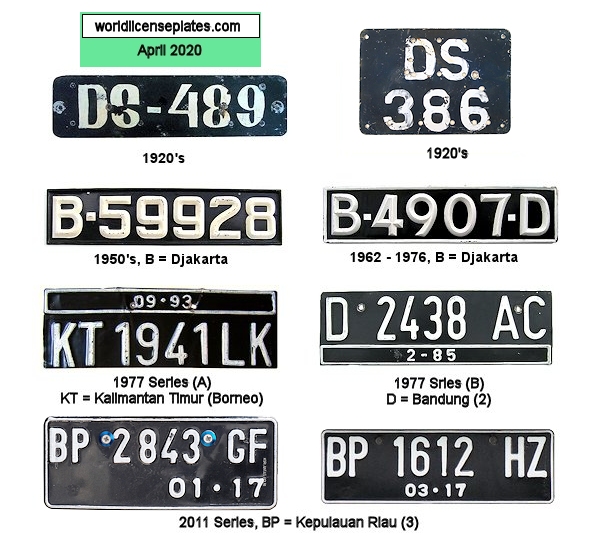 worldlicenseplates.com
April 2020
DS-489
1920's
DS
386
1920's
B-59928
1950's, B = Djakarta
B-4907-D
1962 - 1976, B = Djakarta
09•93
KT 1941 LK
1977 Series (A)
KT = Kalimantan Timur (Borneo)
D 2438 AC
2-85
1977 Sries (B)
D = Bandung (2)
BP 2843 GF
01•17
BP 1612 HZ
03•17
2011 Series, BP = Kepulauan Riau (3)